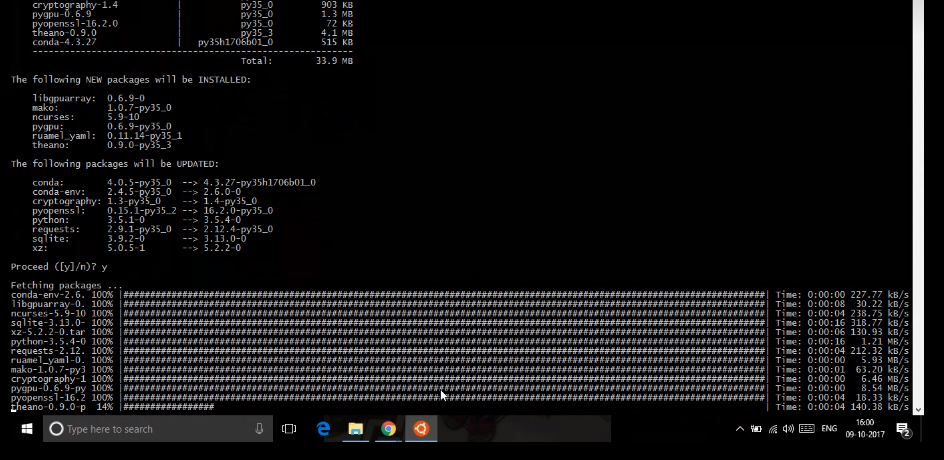 cryptography-1.4 | py35_0 903 KB
pygpu-0.6.9 | py35_0 1.3 MB
pyopenssl-16.2.0 | py35_0 72 KB
theano-0.9.0 | py35_3 4.1 MB
conda-4.3.27 | py35h1706b01_0 515 KB
------------------------------------------------------------
Total: 33.9 MB
The following NEW packages will be INSTALLED:
libgpuarray: 0.6.9-0
mako: 1.0.7-py35_0
ncurses: 5.9-10
pygpu: 0.6.9-py35_0
ruamel_yaml: 0.11.14-py35_1
theano: 0.9.0-py35_3
The following packages will be UPDATED:
conda: 4.0.5-py35_0 --> 4.3.27-py35h1706b01_0
conda-env: 2.4.5-py35_0 --> 2.6.0-0
cryptography: 1.3-py35_0 --> 1.4-py35_0
pyopenssl: 0.15.1-py35_2 --> 16.2.0-py35_0
python: 3.5.1-0 --> 3.5.4-0
requests: 2.9.1-py35_0 --> 2.12.4-py35_0
sqlite: 3.9.2-0 --> 3.13.0-0
xz: 5.0.5-1 --> 5.2.2-0
Proceed ([y]/n)? y
Fetching packages ...
conda-env-2.6. 100% Time: 0:00:00 227.77 kB/s
libgpuarray-0. 100% Time: 0:00:08 30.22 kB/s
ncurses-5.9-10 100% Time: 0:00:04 238.75 kB/s
sqlite-3.13.0- 100% Time: 0:00:16 318.77 kB/s
xz-5.2.2-0.tar 100% Time: 0:00:06 130.93 kB/s
python-3.5.4-0 100% Time: 0:00:16 1.21 MB/s
requests-2.12. 100% Time: 0:00:04 212.32 kB/s
ruamel_yaml-0. 100% Time: 0:00:00 5.93 MB/s
mako-1.0.7-py3 100% Time: 0:00:01 63.20 kB/s
cryptography-1 100% Time: 0:00:00 6.46 MB/s
pygpu-0.6.9-py 100% Time: 0:00:00 8.54 MB/s
pyopenssl-16.2 100% Time: 0:00:04 18.33 kB/s
theano-0.9.0-p 14% Time: 0:00:04 140.38 kB/s
Type here to search
ENG
16:00
09-10-2017
2